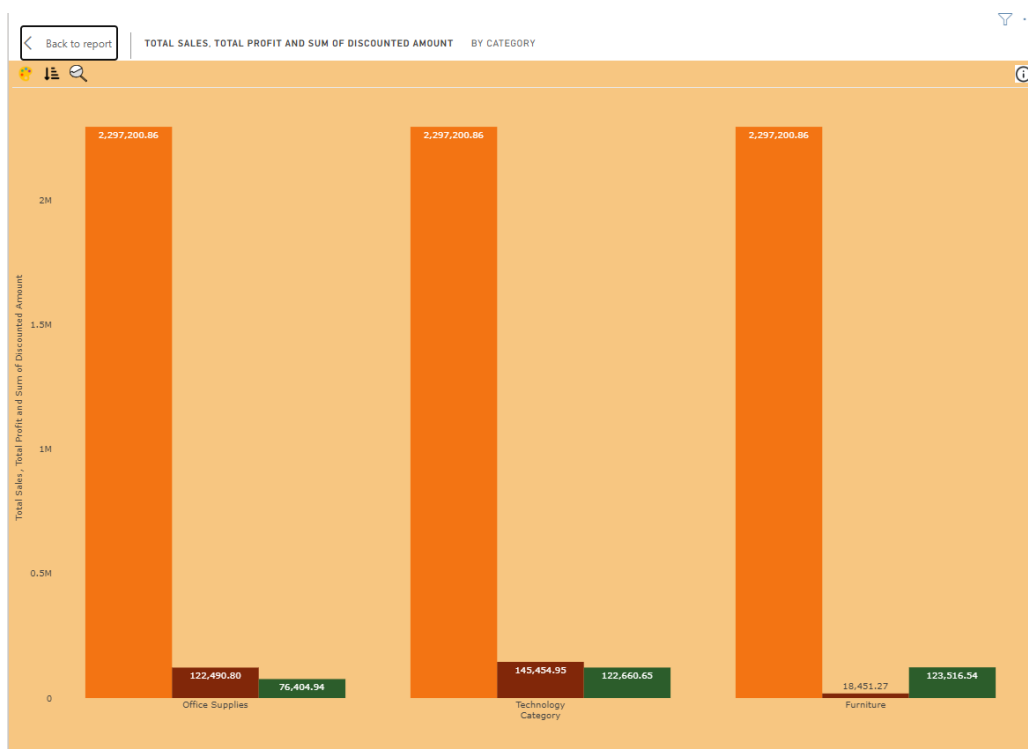 Back to report
TOTAL SALES, TOTAL PROFIT AND SUM OF DISCOUNTED AMOUNT BY CATEGORY
2,297,200.86 2,297,200.86 2,297,200.86
2M
1.5M
1M
0.5M
0
Total Sales, Total Profit and Sum of Discounted Amount
122,490.80 76,404.94
145,454.95 122,660.65
18,451.27 123,516.54
Office Supplies Technology Furniture
Category